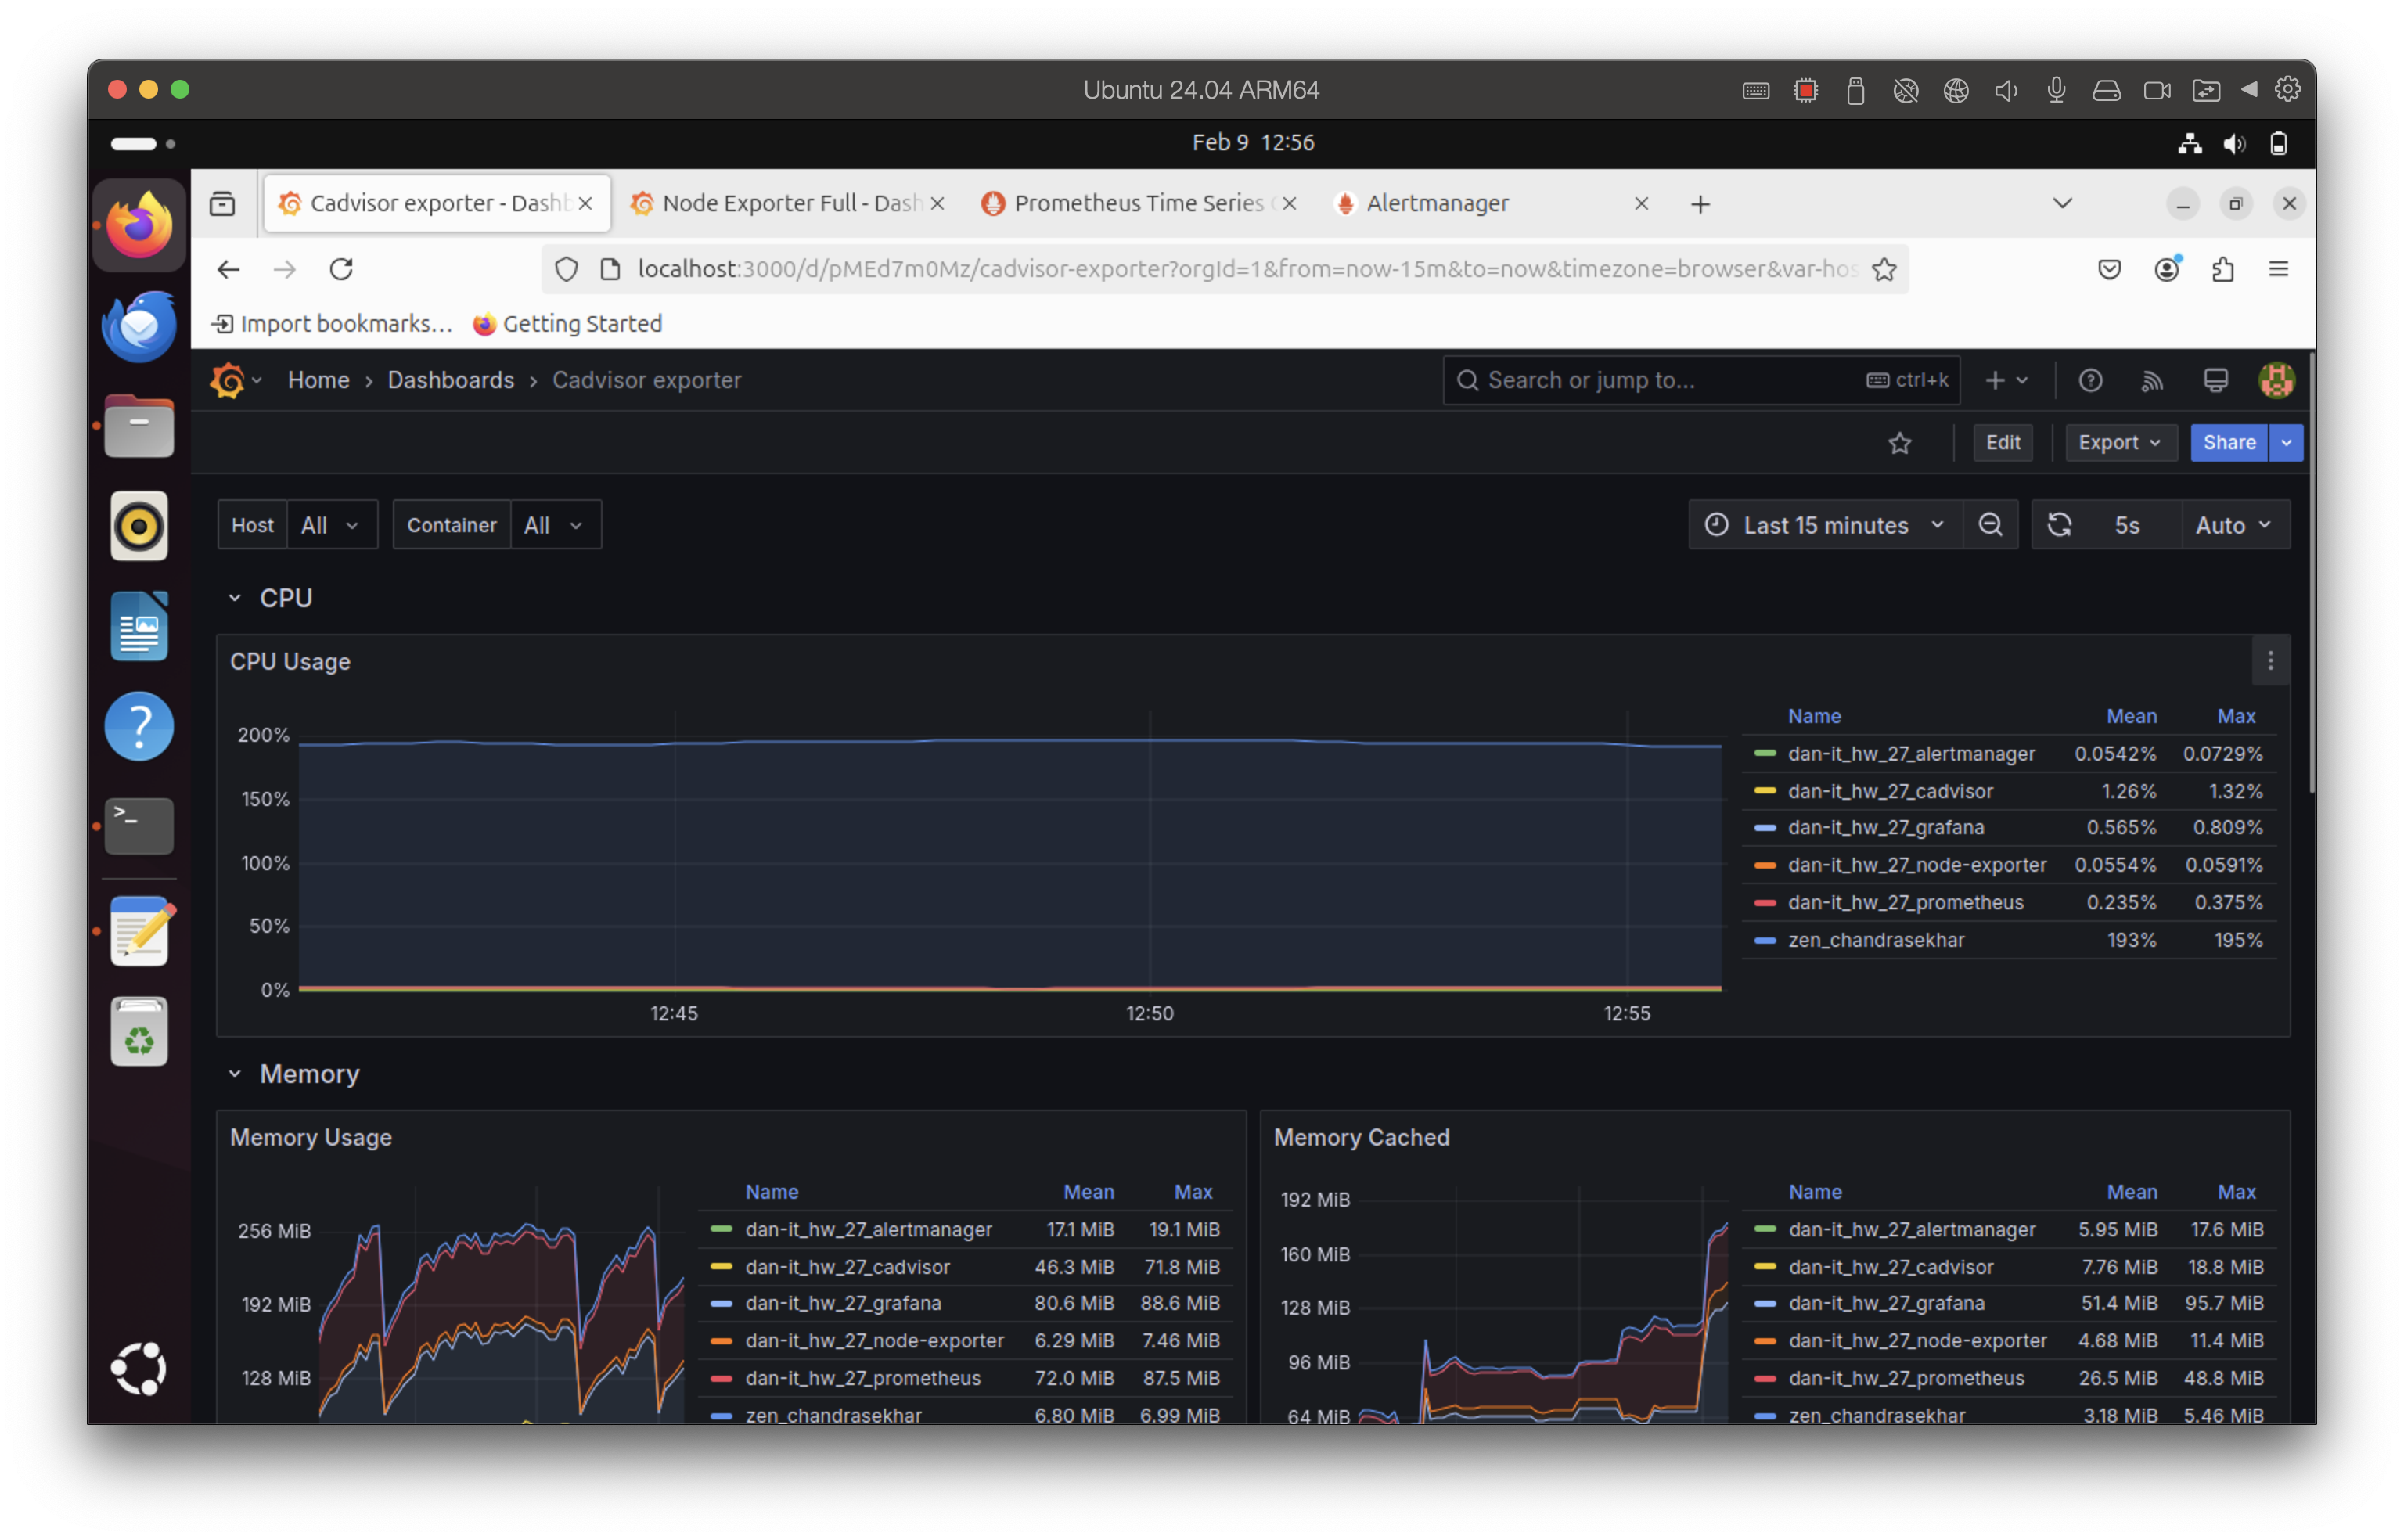 Ubuntu 24.04 ARM64
Feb 9 12:56
Cadvisor exporter - Dashb
Node Exporter Full - Dash
Prometheus Time Series
Alertmanager
localhost:3000/d/pMEd7m0Mz/cadvisor-exporter?orgId=1&from=now-15m&to=now&timezone=browser&var-hos
Import bookmarks...
Getting Started
Home › Dashboards › Cadvisor exporter
Search or jump to...
ctrl+k
Edit
Export
Share
Host All
Container All
Last 15 minutes
5s
Auto
CPU
CPU Usage
200%
150%
100%
50%
0%
12:45
12:50
12:55
Name Mean Max
dan-it_hw_27_alertmanager 0.0542% 0.0729%
dan-it_hw_27_cadvisor 1.26% 1.32%
dan-it_hw_27_grafana 0.565% 0.809%
dan-it_hw_27_node-exporter 0.0554% 0.0591%
dan-it_hw_27_prometheus 0.235% 0.375%
zen_chandrasekhar 193% 195%
Memory
Memory Usage
256 MiB
192 MiB
128 MiB
Name Mean Max
dan-it_hw_27_alertmanager 17.1 MiB 19.1 MiB
dan-it_hw_27_cadvisor 46.3 MiB 71.8 MiB
dan-it_hw_27_grafana 80.6 MiB 88.6 MiB
dan-it_hw_27_node-exporter 6.29 MiB 7.46 MiB
dan-it_hw_27_prometheus 72.0 MiB 87.5 MiB
zen_chandrasekhar 6.80 MiB 6.99 MiB
Memory Cached
192 MiB
160 MiB
128 MiB
96 MiB
64 MiB
Name Mean Max
dan-it_hw_27_alertmanager 5.95 MiB 17.6 MiB
dan-it_hw_27_cadvisor 7.76 MiB 18.8 MiB
dan-it_hw_27_grafana 51.4 MiB 95.7 MiB
dan-it_hw_27_node-exporter 4.68 MiB 11.4 MiB
dan-it_hw_27_prometheus 26.5 MiB 48.8 MiB
zen_chandrasekhar 3.18 MiB 5.46 MiB